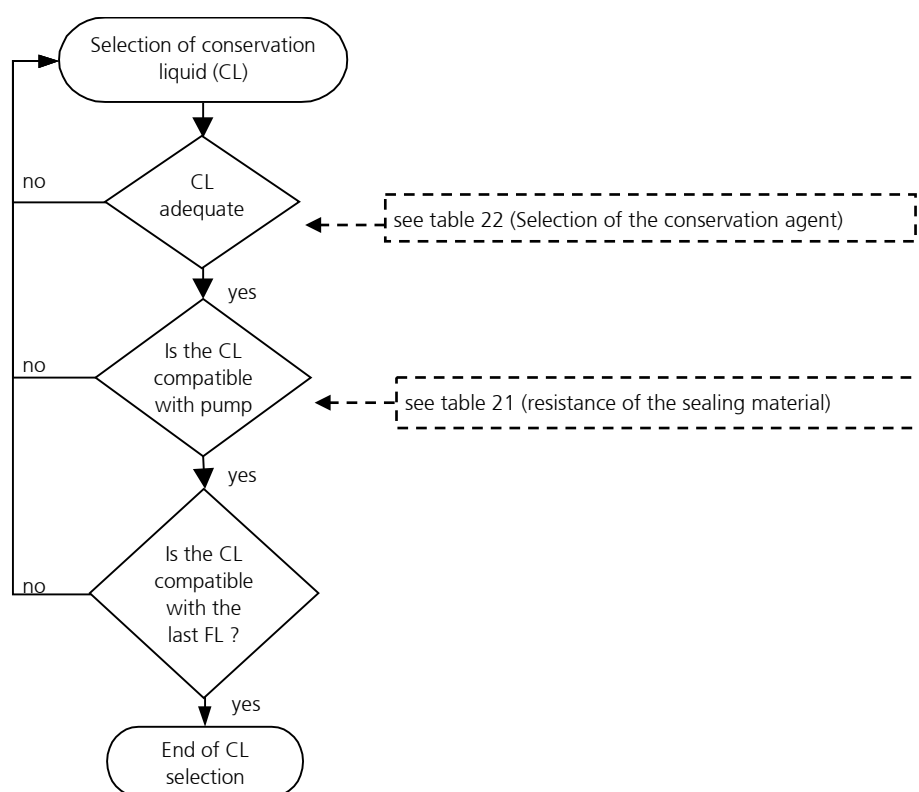 Selection of conservation
liquid (CL)
no
CL
adequate
see table 22 (Selection of the conservation agent)
yes
no
Is the CL
compatible
with pump
see table 21 (resistance of the sealing material)
yes
no
Is the CL
compatible
with the
last FL ?
yes
End of CL
selection